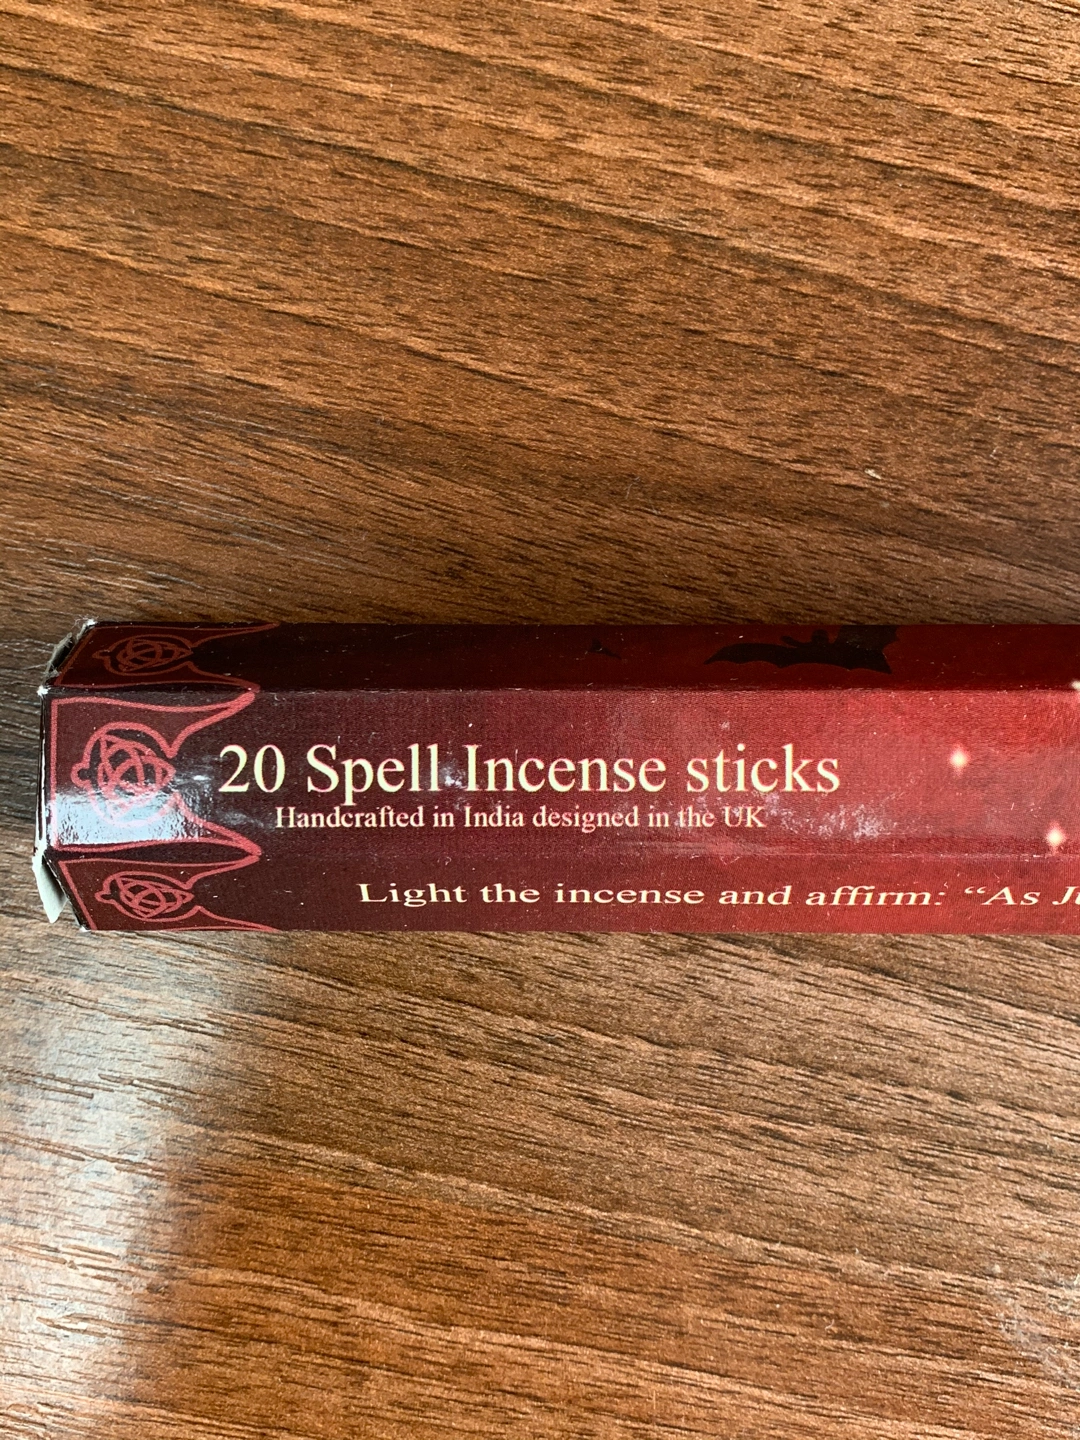 20 Spell Incense sticks
Handcrafted in India designed in the UK
Light the incense and affirm: “As